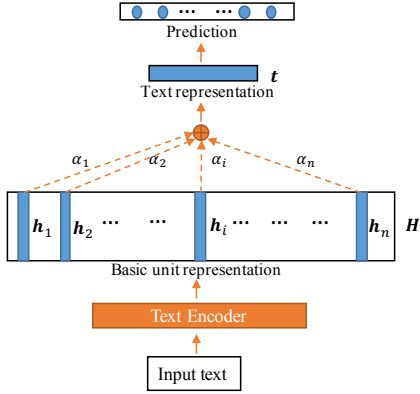 ... ...
Prediction
t
Text representation
α₁ α₂ αᵢ αₙ
h₁ h₂ ... ... hᵢ ... ... ... hₙ H
Basic unit representation
Text Encoder
Input text